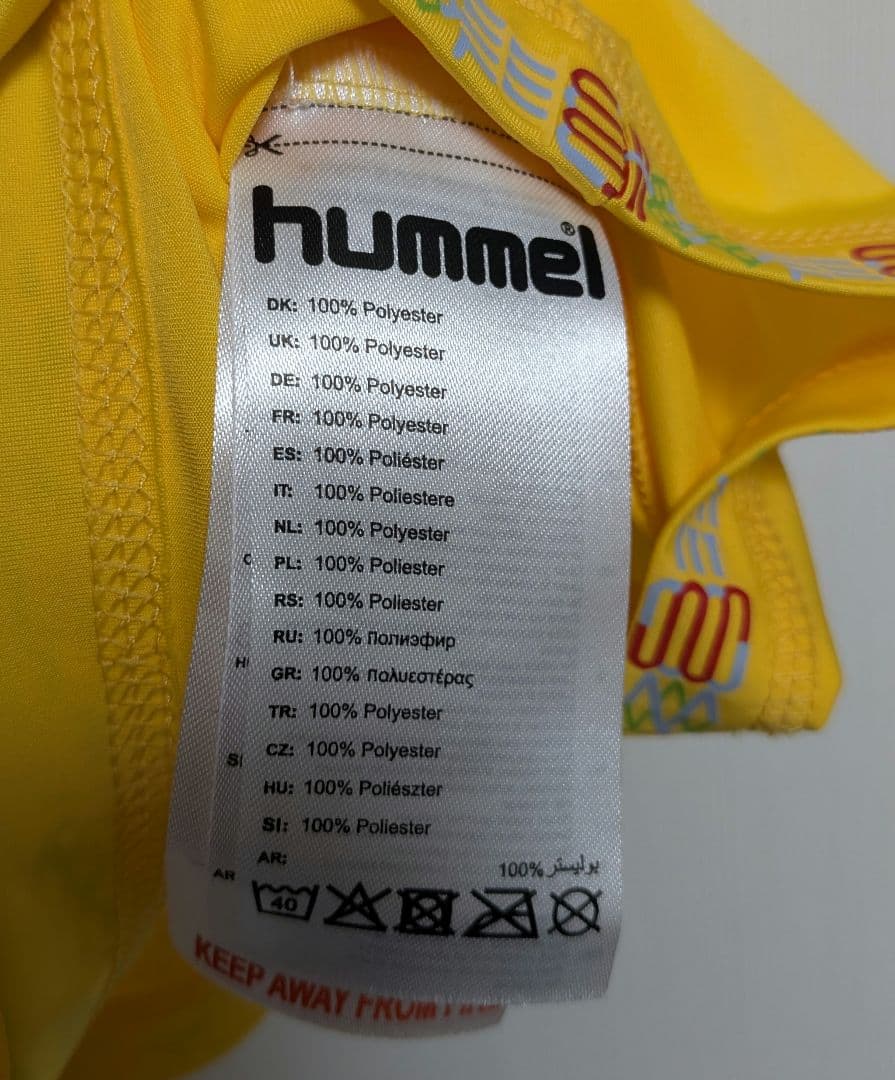 hummel®
DK: 100% Polyester
UK: 100% Polyester
DE: 100% Polyester
FR: 100% Polyester
ES: 100% Poliéster
IT: 100% Poliestere
NL: 100% Polyester
C
PL: 100% Poliester
RS: 100% Poliester
RU: 100% Полиэфир
H
GR: 100% Πολυεστέρας
TR: 100% Polyester
SI
CZ: 100% Polyester
HU: 100% Poliészter
SI: 100% Poliester
AR: 100% بوليستر
AR
40
KEEP AWAY FROM